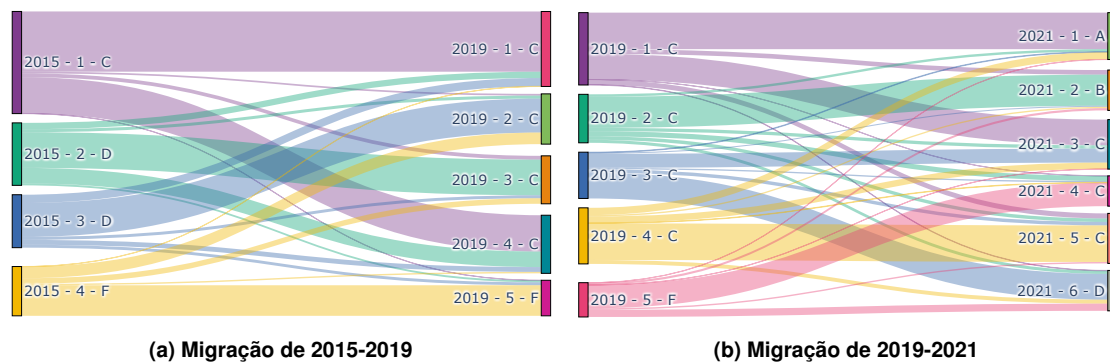 2015 - 1 - C
2015 - 2 - D
2015 - 3 - D
2015 - 4 - F
2019 - 1 - C
2019 - 2 - C
2019 - 3 - C
2019 - 4 - C
2019 - 5 - F
(a) Migração de 2015-2019
2019 - 1 - C
2019 - 2 - C
2019 - 3 - C
2019 - 4 - C
2019 - 5 - F
2021 - 1 - A
2021 - 2 - B
2021 - 3 - C
2021 - 4 - C
2021 - 5 - C
2021 - 6 - D
(b) Migração de 2019-2021